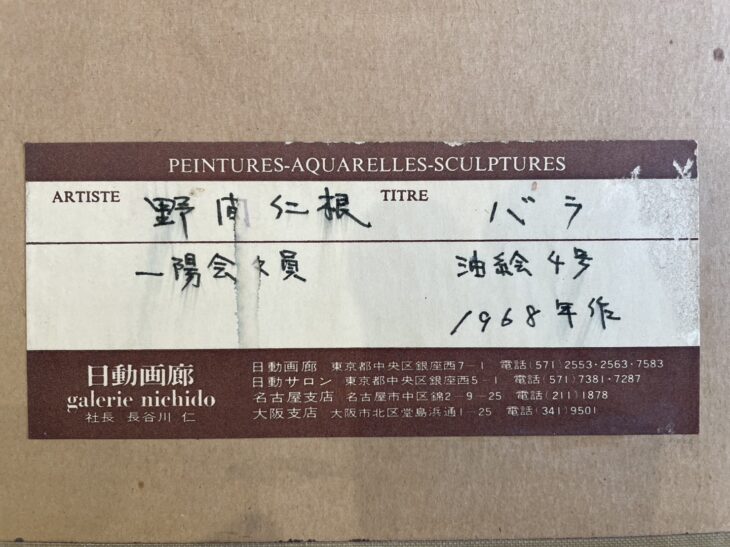 PEINTURES-AQUARELLES-SCULPTURES
ARTISTE 野間仁根 TITRE バラ
一陽会 員 油絵4号
1968年作
日動画廊
galerie nichido
社長 長谷川 仁
日動画廊 東京都中央区銀座西7-1 電話(571)2553・2563・7583
日動サロン 東京都中央区銀座西5-1 電話(571)7381・7287
名古屋支店 名古屋市中区錦2-9-25 電話(211)1878
大阪支店 大阪市北区堂島浜通1-25 電話(341)9501